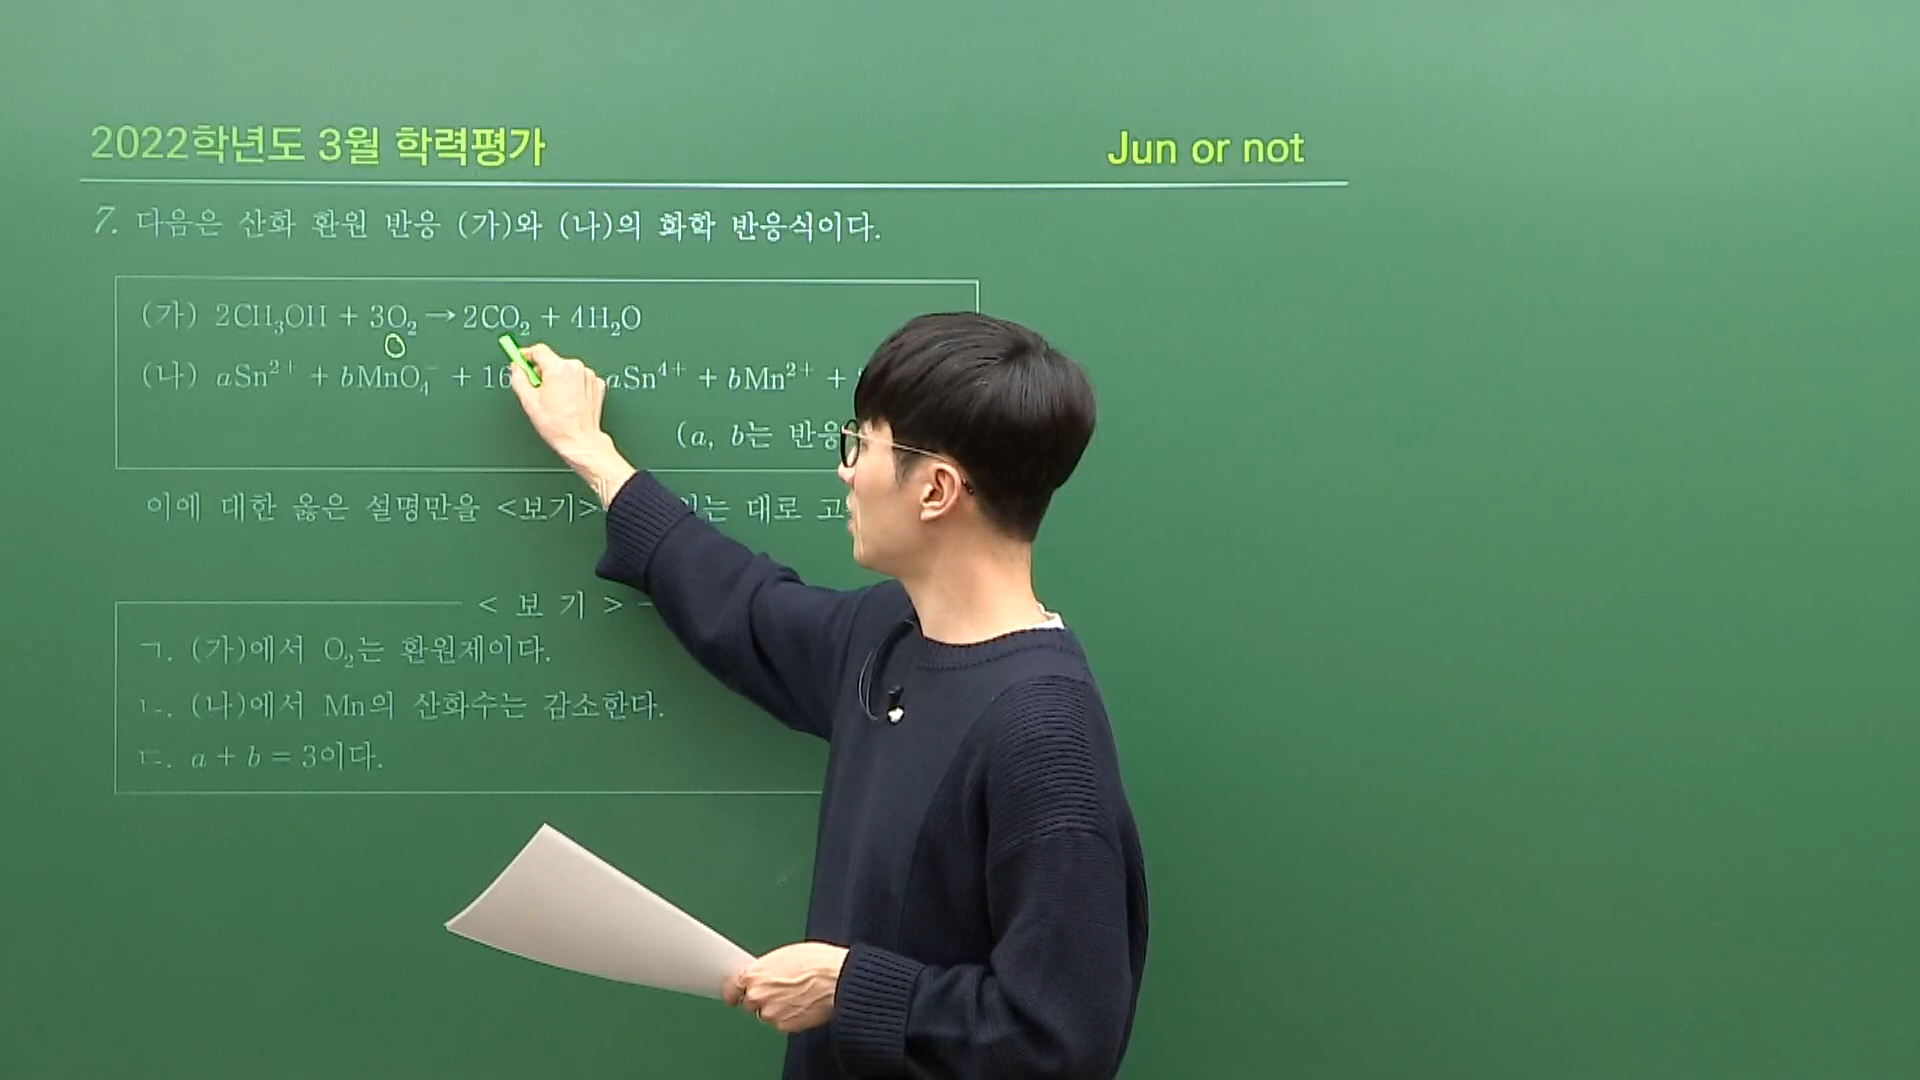 2022학년도 3월 학력평가
Jun or not
7. 다음은 산화 환원 반응 (가)와 (나)의 화학 반응식이다.
(가) 2CH₃OH + 3O₂ → 2CO₂ + 4H₂O
0
(나) aSn²⁺ + bMnO₄⁻ + 16 aSn⁴⁺ + bMn²⁺ +
(a, b는 반응
이에 대한 옳은 설명만을 <보기> 있는 대로 고
< 보 기 >
ㄱ. (가)에서 O₂는 환원제이다.
ㄴ. (나)에서 Mn의 산화수는 감소한다.
ㄷ. a + b = 3이다.